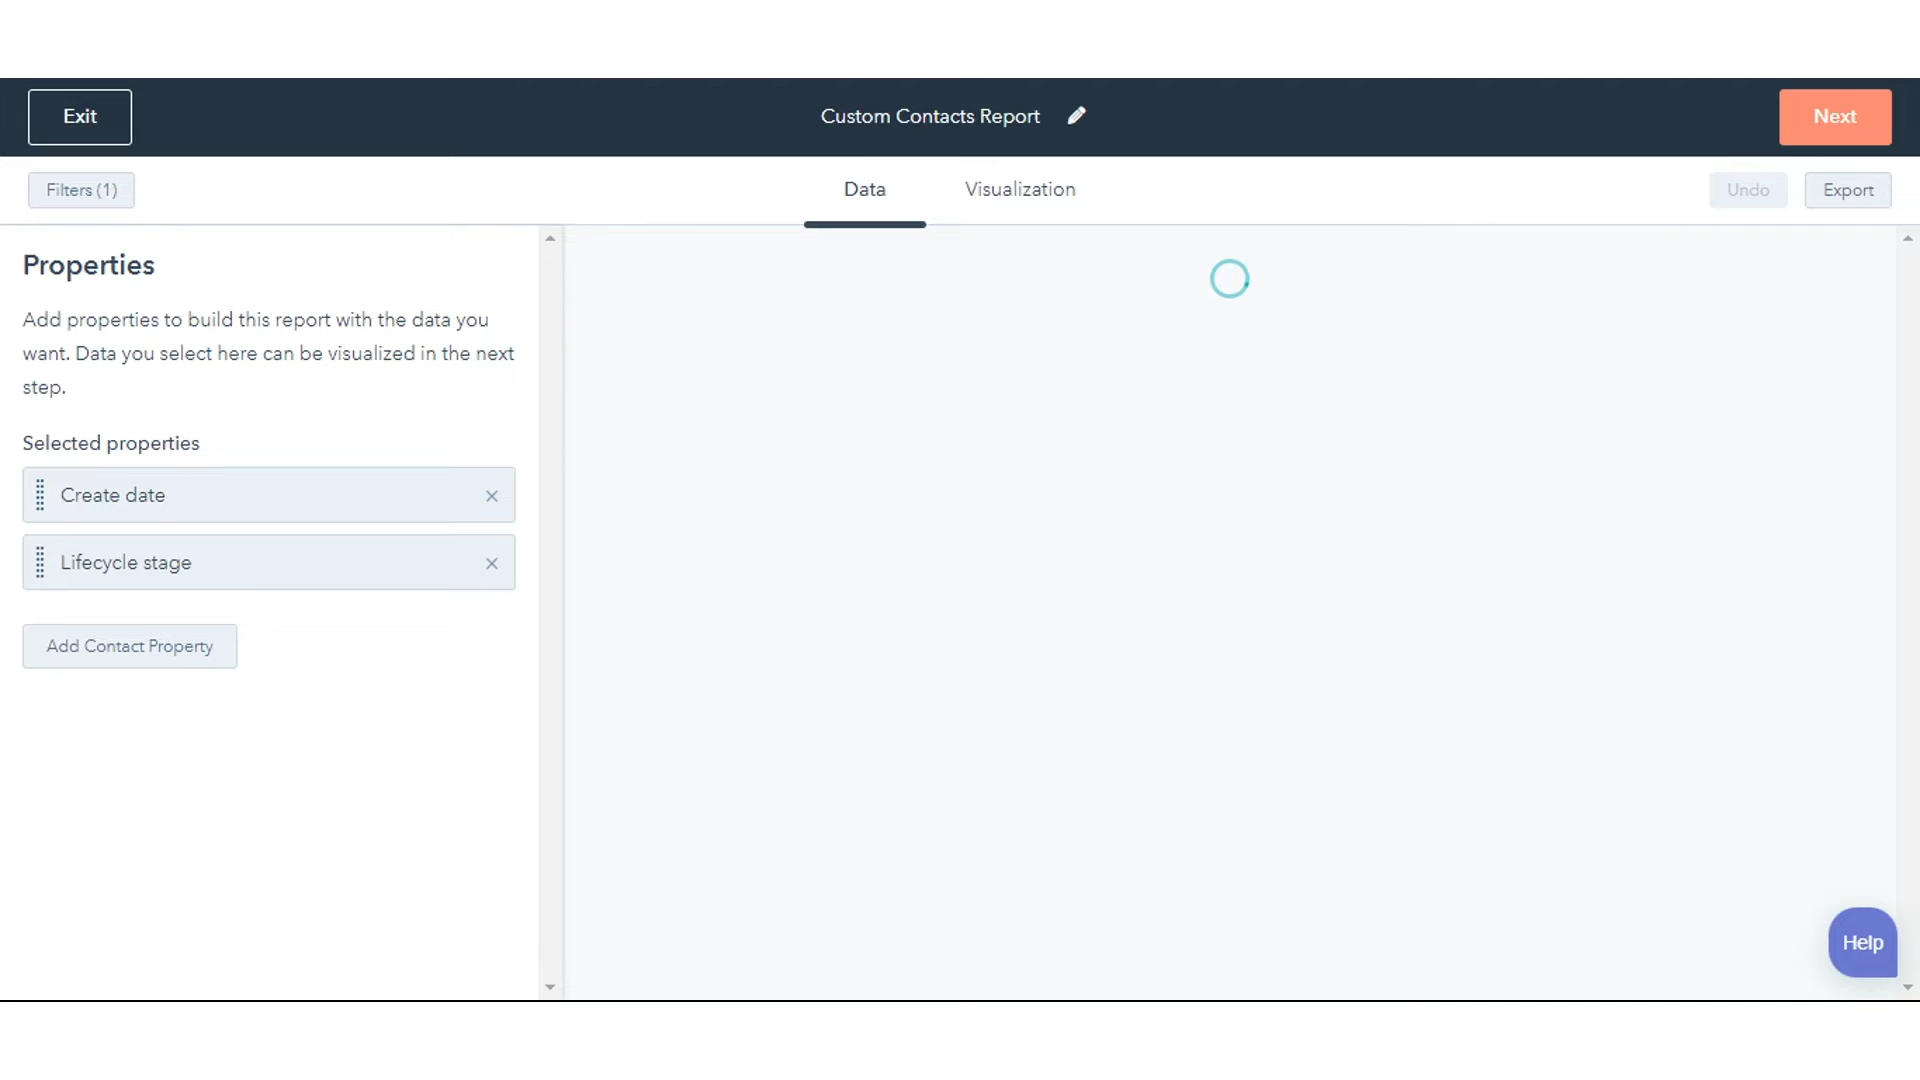 Exit
Custom Contacts Report
Next
Filters (1)
Data
Visualization
Undo
Export
Properties
Add properties to build this report with the data you
want. Data you select here can be visualized in the next
step.
Selected properties
Create date
Lifecycle stage
Add Contact Property
Help